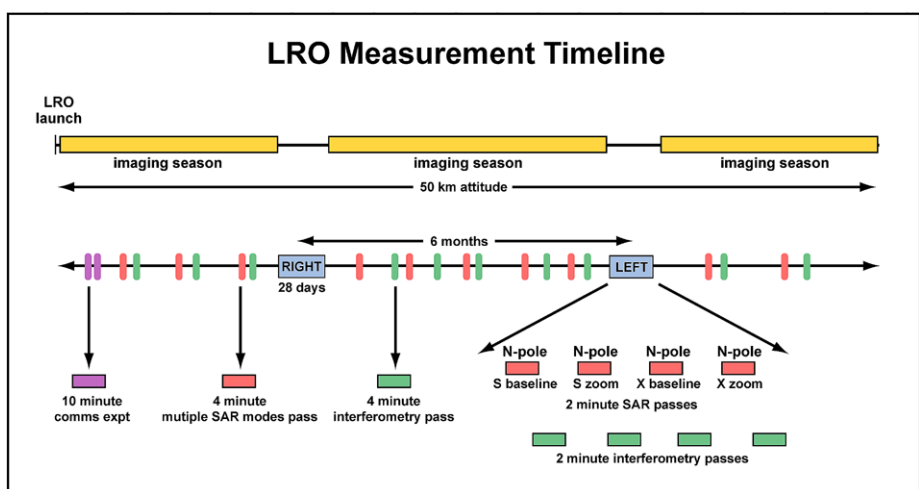 LRO Measurement Timeline
LRO
launch
imaging season
imaging season
imaging season
50 km attitude
6 months
RIGHT
LEFT
28 days
N-pole
N-pole
N-pole
N-pole
S baseline
S zoom
X baseline
X zoom
2 minute SAR passes
10 minute
comms expt
4 minute
mutiple SAR modes pass
4 minute
interferometry pass
2 minute interferometry passes